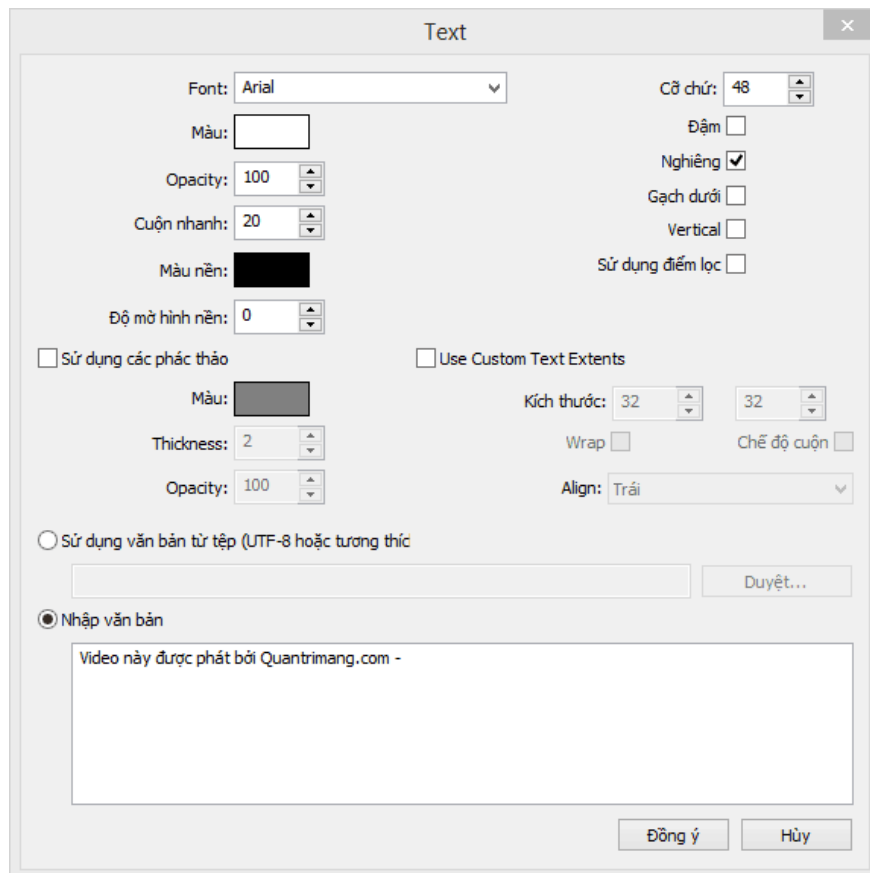 Text
Font: Arial
Cỡ chứ: 48
Màu:
Đậm
Nghiêng
Opacity: 100
Gạch dưới
Cuộn nhanh: 20
Vertical
Màu nền:
Sử dụng điểm lọc
Độ mờ hình nền: 0
Sử dụng các phác thảo
Use Custom Text Extents
Màu:
Kích thước: 32 32
Thickness: 2
Wrap
Chế độ cuộn
Opacity: 100
Align: Trái
Sử dụng văn bản từ tệp (UTF-8 hoặc tương thíc
Duyệt...
Nhập văn bản
Video này được phát bởi Quantrimang.com -
Đồng ý
Hủy